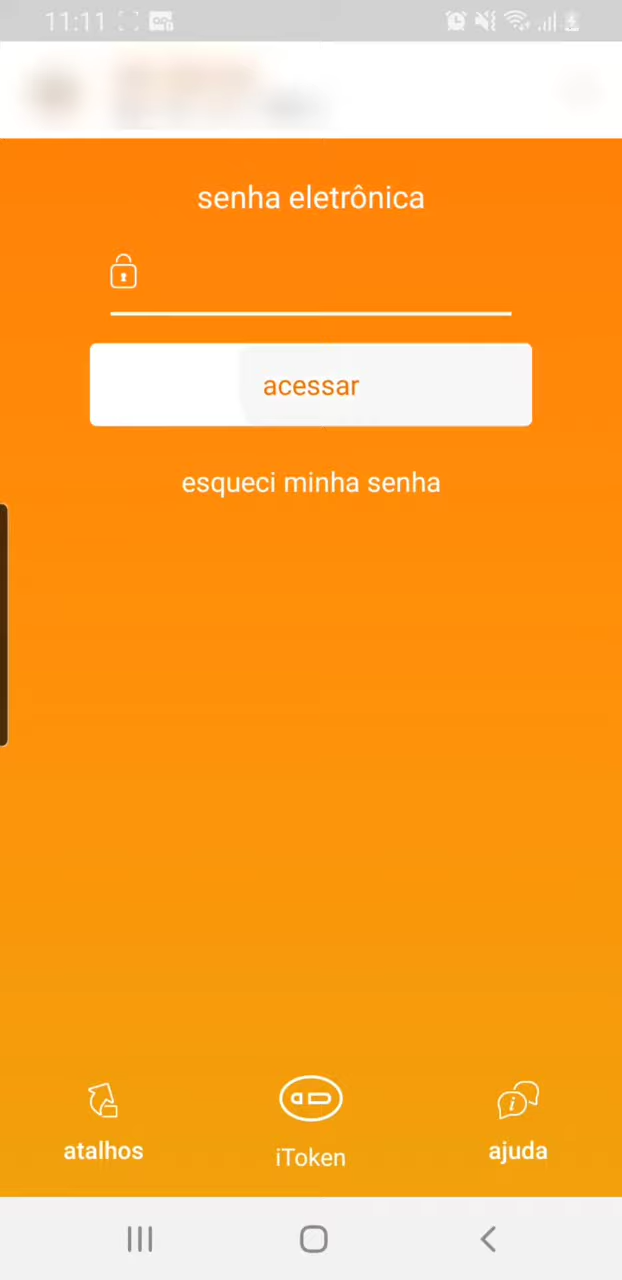 11:11
senha eletrônica
acessar
esqueci minha senha
atalhos
iToken
ajuda